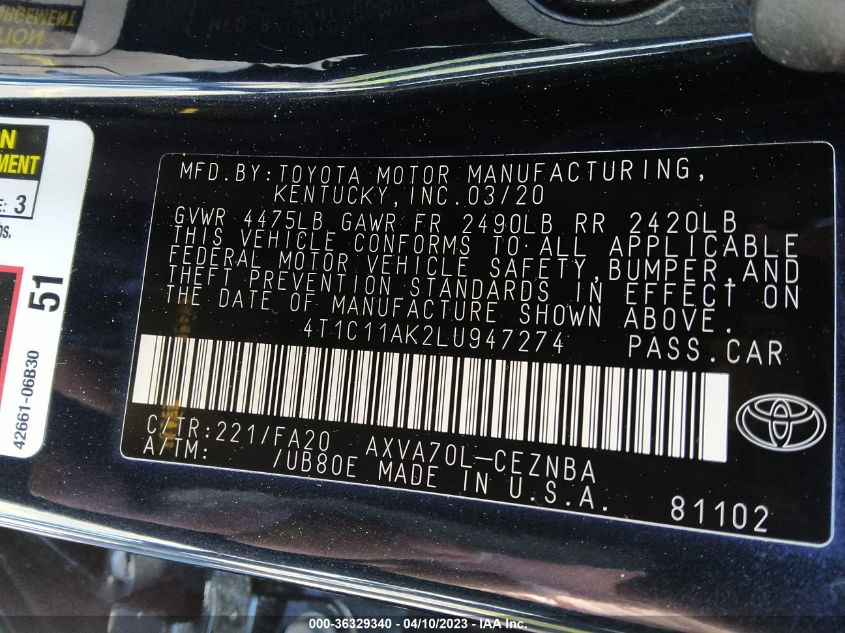 MFD.BY:TOYOTA MOTOR MANUFACTURING,
KENTUCKY,INC.03/20
GVWR 4475LB GAWR FR 2490LB RR 2420LB
THIS VEHICLE CONFORMS TO ALL APPLICABLE
FEDERAL MOTOR VEHICLE SAFETY,BUMPER,AND
THEFT PREVENTION STANDARDS IN EFFECT ON
THE DATE OF MANUFACTURE SHOWN ABOVE.
4T1C11AK2LU947274 PASS.CAR
C/TR:221/FA20 AXVA70L-CEZNBA
A/TM: /UB80E MADE IN U.S.A.
81102
MENT
3
51
42661-06B30
000-36329340 - 04/10/2023 - IAA Inc.